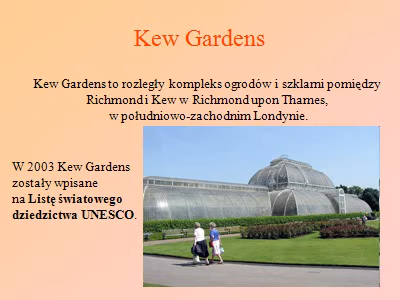 Kew Gardens
Kew Gardens to rozległy kompleks ogrodów i szklarni pomiędzy
Richmond i Kew w Richmond upon Thames,
w południowo-zachodnim Londynie.
W 2003 Kew Gardens
zostały wpisane
na Listę światowego
dziedzictwa UNESCO.